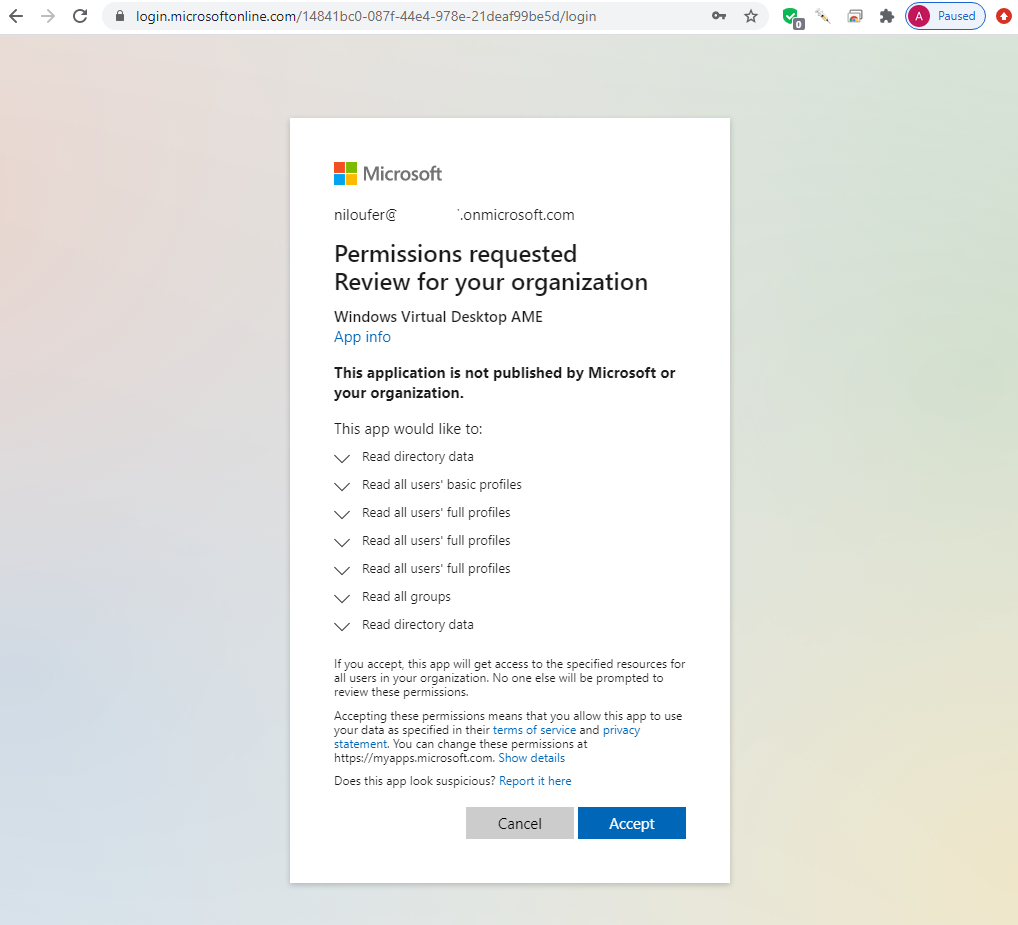 login.microsoftonline.com/14841bc0-087f-44e4-978e-21deaf99be5d/login
0
A
Paused
Microsoft
niloufer@ .onmicrosoft.com
Permissions requested
Review for your organization
Windows Virtual Desktop AME
App info
This application is not published by Microsoft or
your organization.
This app would like to:
Read directory data
Read all users' basic profiles
Read all users' full profiles
Read all users' full profiles
Read all users' full profiles
Read all groups
Read directory data
If you accept, this app will get access to the specified resources for
all users in your organization. No one else will be prompted to
review these permissions.
Accepting these permissions means that you allow this app to use
your data as specified in their terms of service and privacy
statement. You can change these permissions at
https://myapps.microsoft.com. Show details
Does this app look suspicious? Report it here
Cancel
Accept